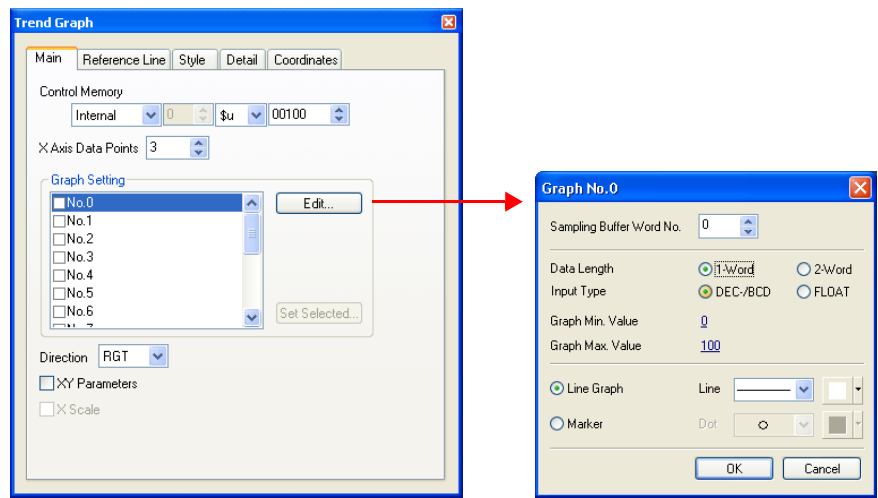 Trend Graph
Main Reference Line Style Detail Coordinates
Control Memory
Internal 0 $u 00100
X Axis Data Points 3
Graph Setting
No.0 Edit...
No.1
No.2
No.3
No.4
No.5
No.6 Set Selected...
Direction RGT
XY Parameters
X Scale
Graph No.0
Sampling Buffer Word No. 0
Data Length 1-Word 2-Word
Input Type DEC-/BCD FLOAT
Graph Min. Value 0
Graph Max. Value 100
Line Graph Line
Marker Dot
OK Cancel